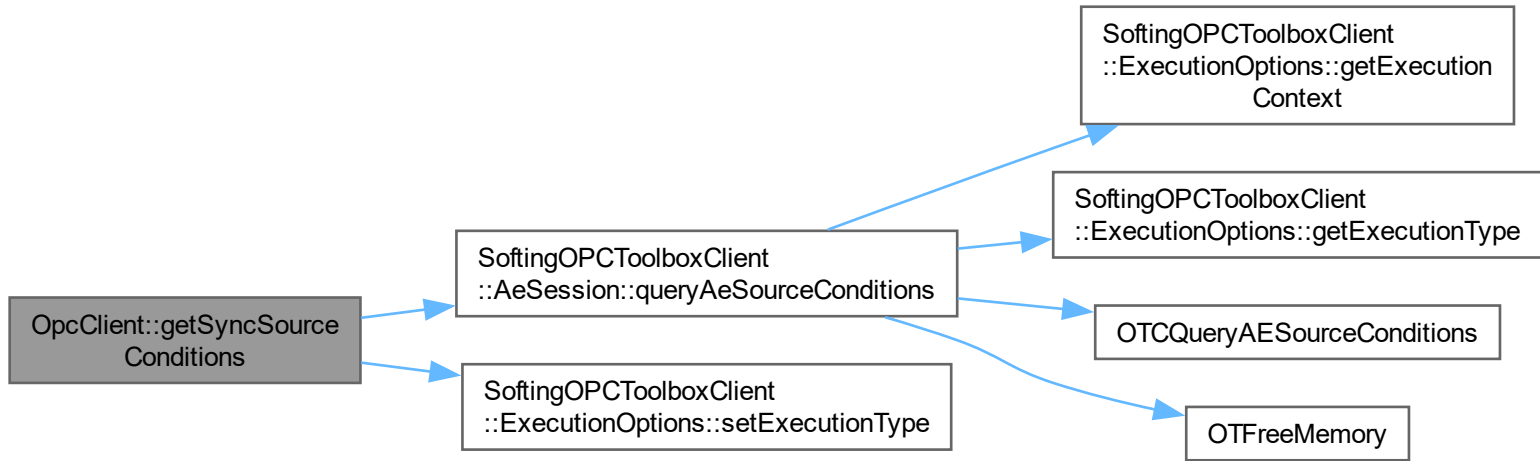 OpcClient::getSyncSource
Conditions
SoftingOPCToolboxClient
::AeSession::queryAeSourceConditions
SoftingOPCToolboxClient
::ExecutionOptions::getExecution
Context
SoftingOPCToolboxClient
::ExecutionOptions::getExecutionType
OTCQueryAESourceConditions
OTFreeMemory
SoftingOPCToolboxClient
::ExecutionOptions::setExecutionType